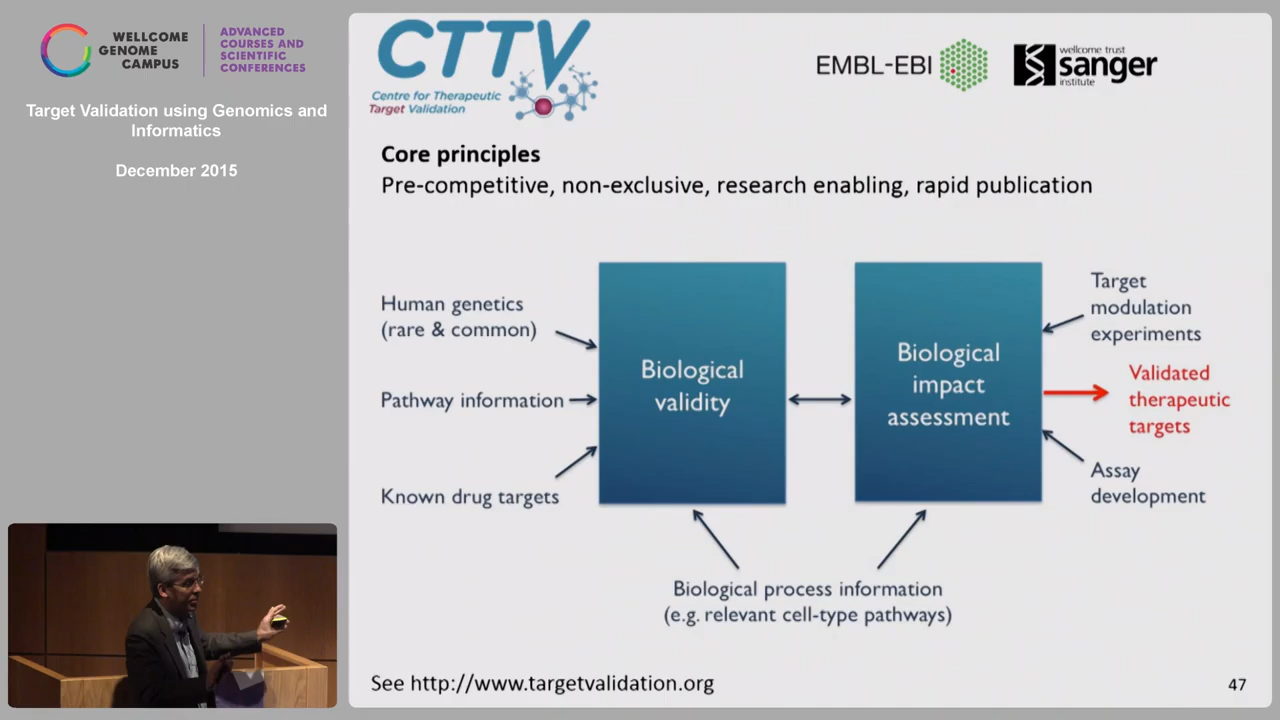 WELLCOME
GENOME
CAMPUS
ADVANCED
COURSES AND
SCIENTIFIC
CONFERENCES
Target Validation using Genomics and
Informatics
December 2015
CTTV
Centre for Therapeutic
Target Validation
EMBL-EBI
wellcome trust
sanger
institute
Core principles
Pre-competitive, non-exclusive, research enabling, rapid publication
Human genetics
(rare & common)
Pathway information
Known drug targets
Biological
validity
Biological
impact
assessment
Target
modulation
experiments
Validated
therapeutic
targets
Assay
development
Biological process information
(e.g. relevant cell-type pathways)
See http://www.targetvalidation.org
47